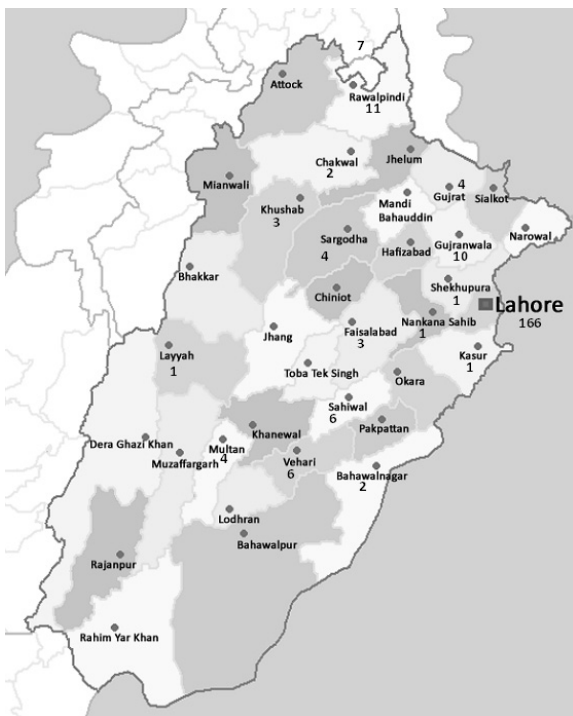 7
Attock
Rawalpindi
11
Chakwal
2
Jhelum
Mianwali
Khushab
3
Mandi
Bahauddin
4
Gujrat
Sialkot
Sargodha
4
Hafizabad
Gujranwala
10
Narowal
Bhakkar
Chiniot
Shekhupura
1
Lahore
166
Jhang
Faisalabad
3
Nankana Sahib
1
Layyah
1
Toba Tek Singh
Kasur
1
Okara
Sahiwal
6
Pakpattan
Dera Ghazi Khan
Multan
4
Khanewal
Muzaffargarh
Vehari
6
Bahawalnagar
2
Lodhran
Bahawalpur
Rajanpur
Rahim Yar Khan